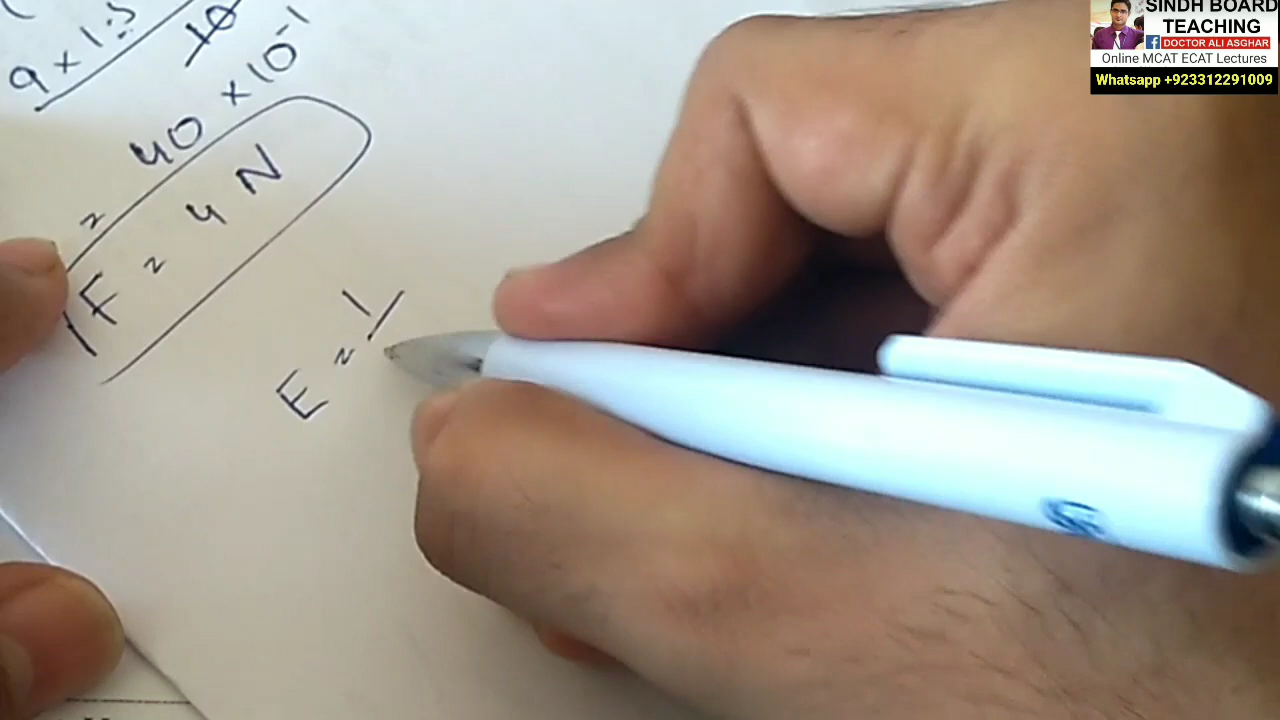 9 × 1.5
10
= 40 × 10⁻¹
F = 4 N
E = 1
SINDH BOARD
TEACHING
f DOCTOR ALI ASGHAR
Online MCAT ECAT Lectures
Whatsapp +923312291009